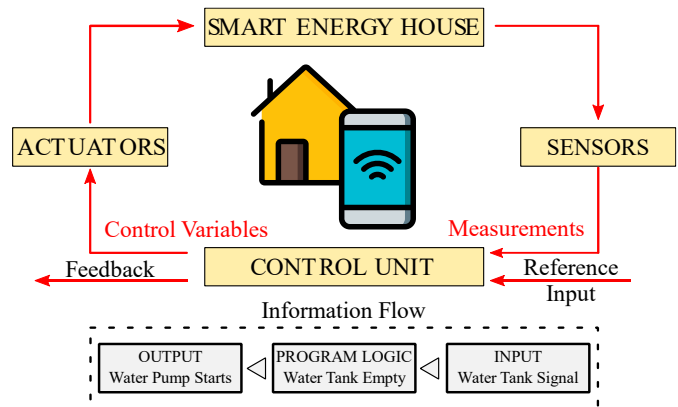 SMART ENERGY HOUSE
ACTUATORS
SENSORS
Control Variables
Measurements
Feedback
CONTROL UNIT
Reference
Input
Information Flow
OUTPUT
Water Pump Starts
PROGRAM LOGIC
Water Tank Empty
INPUT
Water Tank Signal